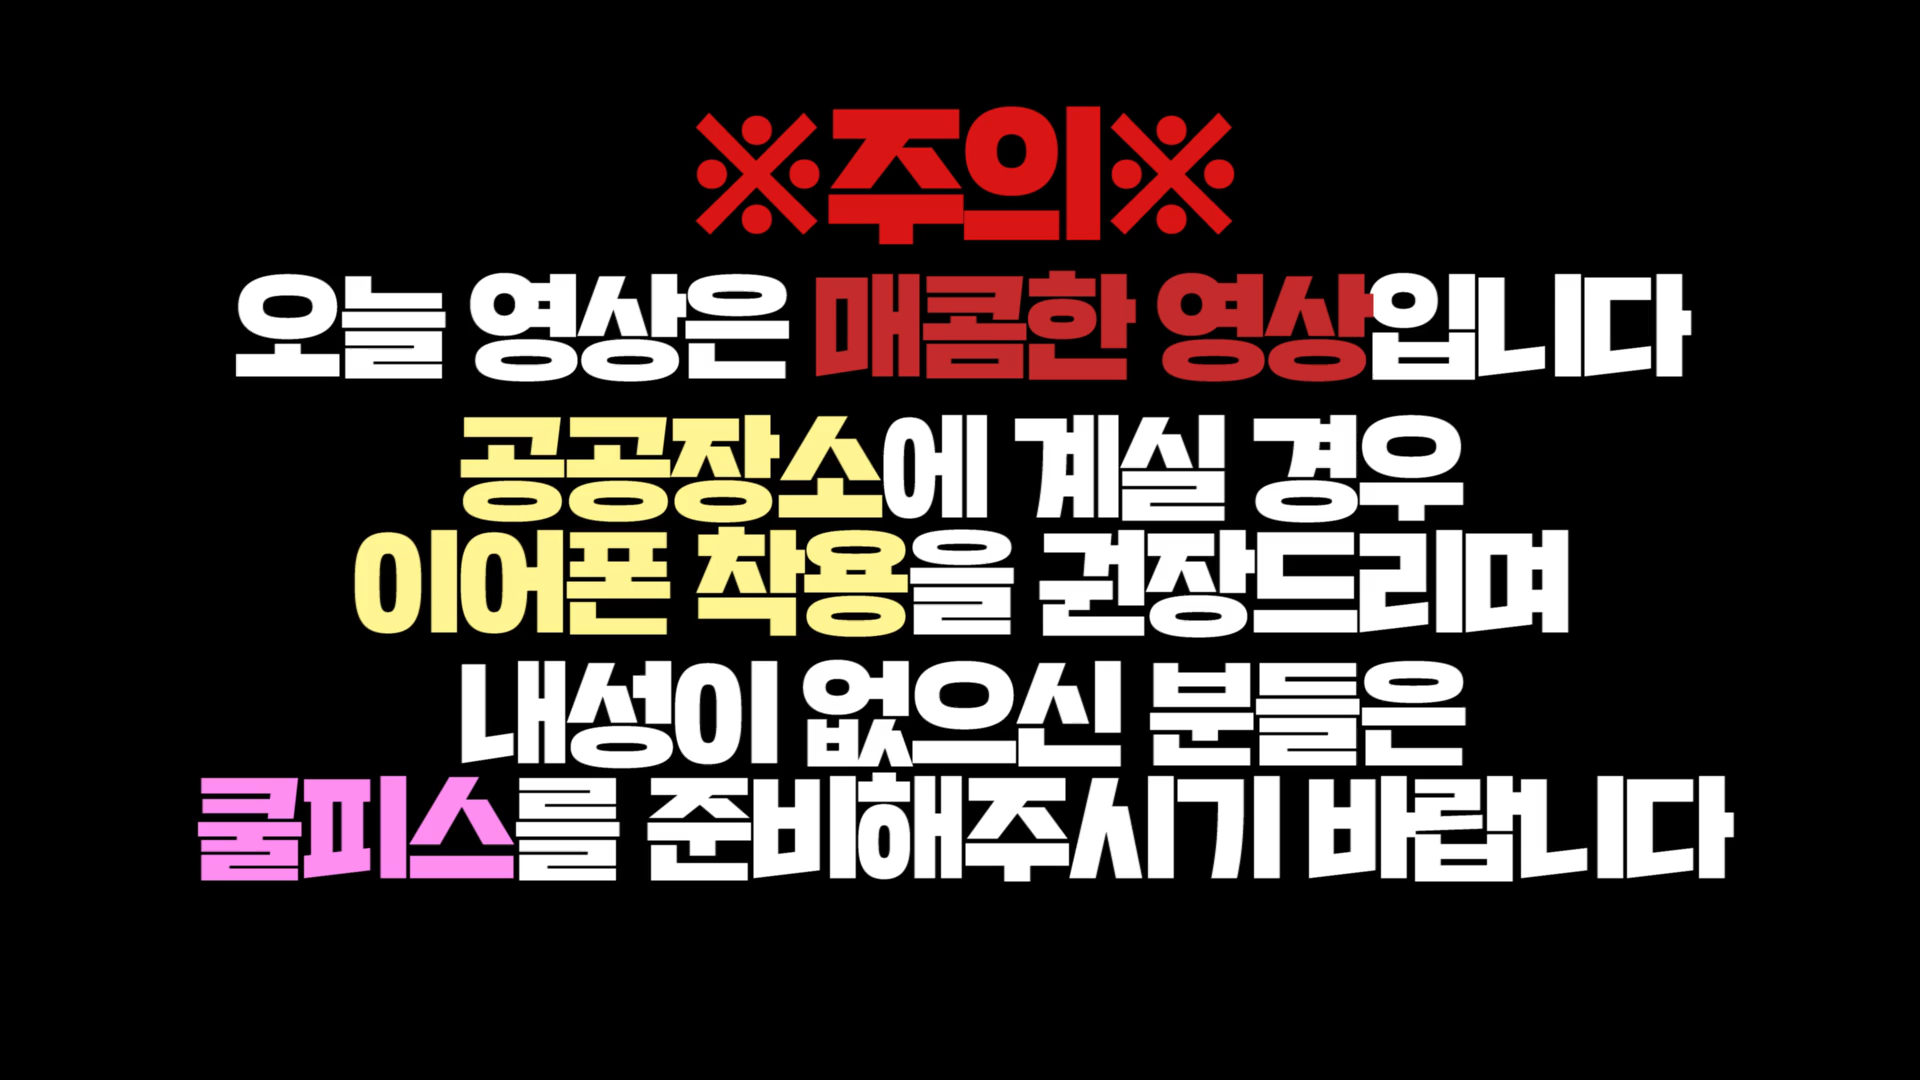 ※주의※
오늘 영상은 매콤한 영상입니다
공공장소에 계실 경우
이어폰 착용을 권장드리며
내성이 없으신 분들은
쿨피스를 준비해주시기 바랍니다